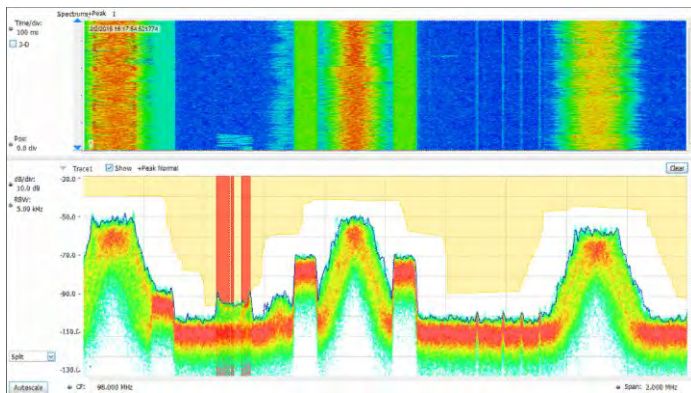 Spectrums+Peak 1
Time/div:
100 ms
3-D
Pos:
0.0 div
Trace1 Show +Peak Normal Clear
dB/div:
10.0 dB
RBW:
5.00 kHz
-30.0
-50.0
-70.0
-90.0
-110.0
-130.0
Split
Autoscale
CF: 98.000 MHz
Span: 2.000 MHz